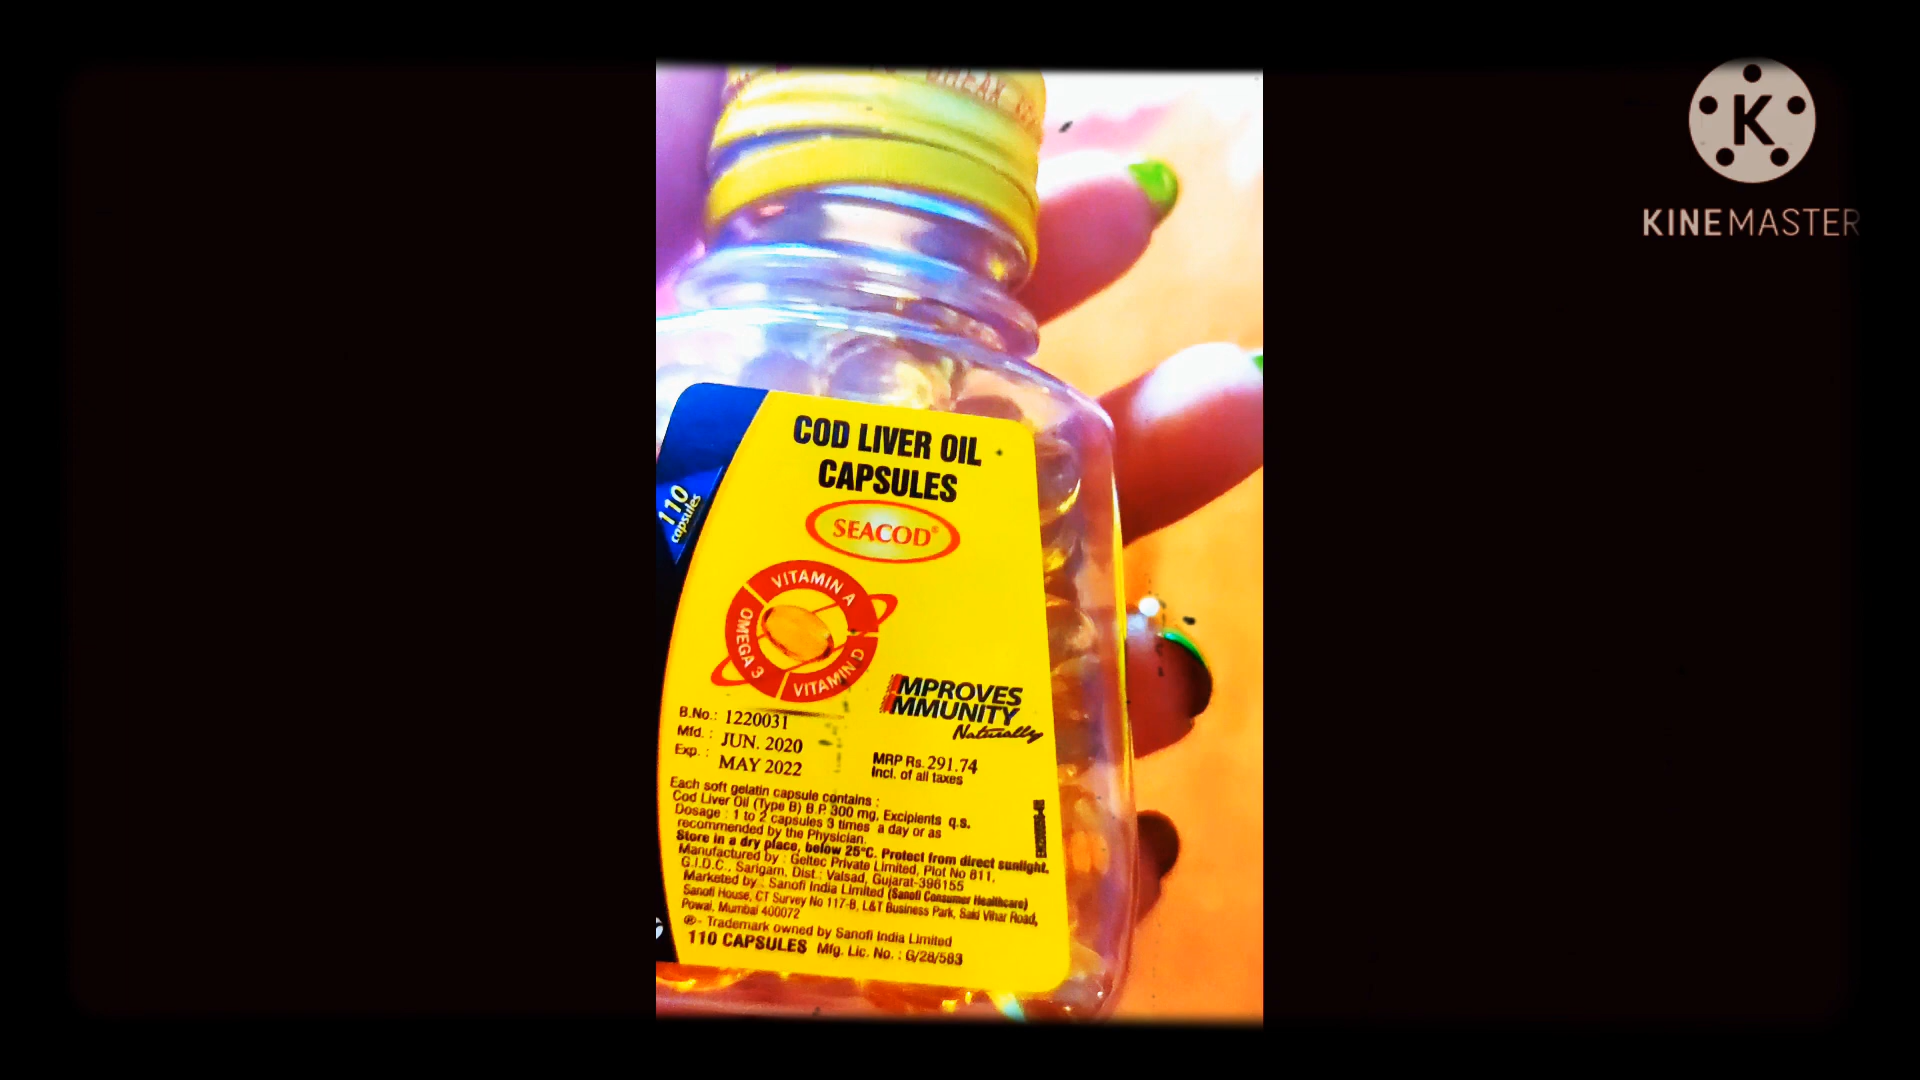 BREAK
K
KINEMASTER
COD LIVER OIL
CAPSULES
SEACOD®
110
capsules
VITAMIN A
OMEGA 3
VITAMIN D
IMPROVES
IMMUNITY
Naturally
B.No.: 1220031
Mfd. : JUN. 2020
Exp. : MAY 2022
MRP Rs. 291.74
Incl. of all taxes
Each soft gelatin capsule contains :
Cod Liver Oil (Type B) B.P. 300 mg, Excipients q.s.
Dosage : 1 to 2 capsules 3 times a day or as
recommended by the Physician.
Store in a dry place, below 25°C. Protect from direct sunlight.
Manufactured by : Geltec Private Limited, Plot No 811,
G.I.D.C., Sarigam, Dist.: Valsad, Gujarat-396155
Marketed by : Sanofi India Limited (Sanofi Consumer Healthcare)
Sanofi House, CT Survey No 117-B, L&T Business Park, Saki Vihar Road,
Powai, Mumbai 400072
®- Trademark owned by Sanofi India Limited
110 CAPSULES Mfg. Lic. No. : G/28/583